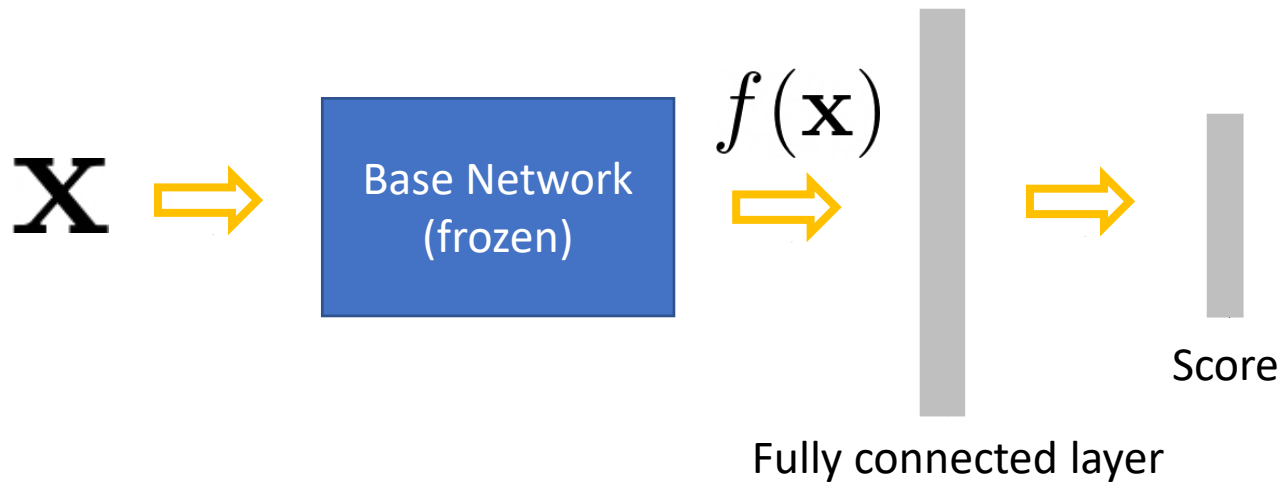 x
Base Network
(frozen)
f(x)
Fully connected layer
Score